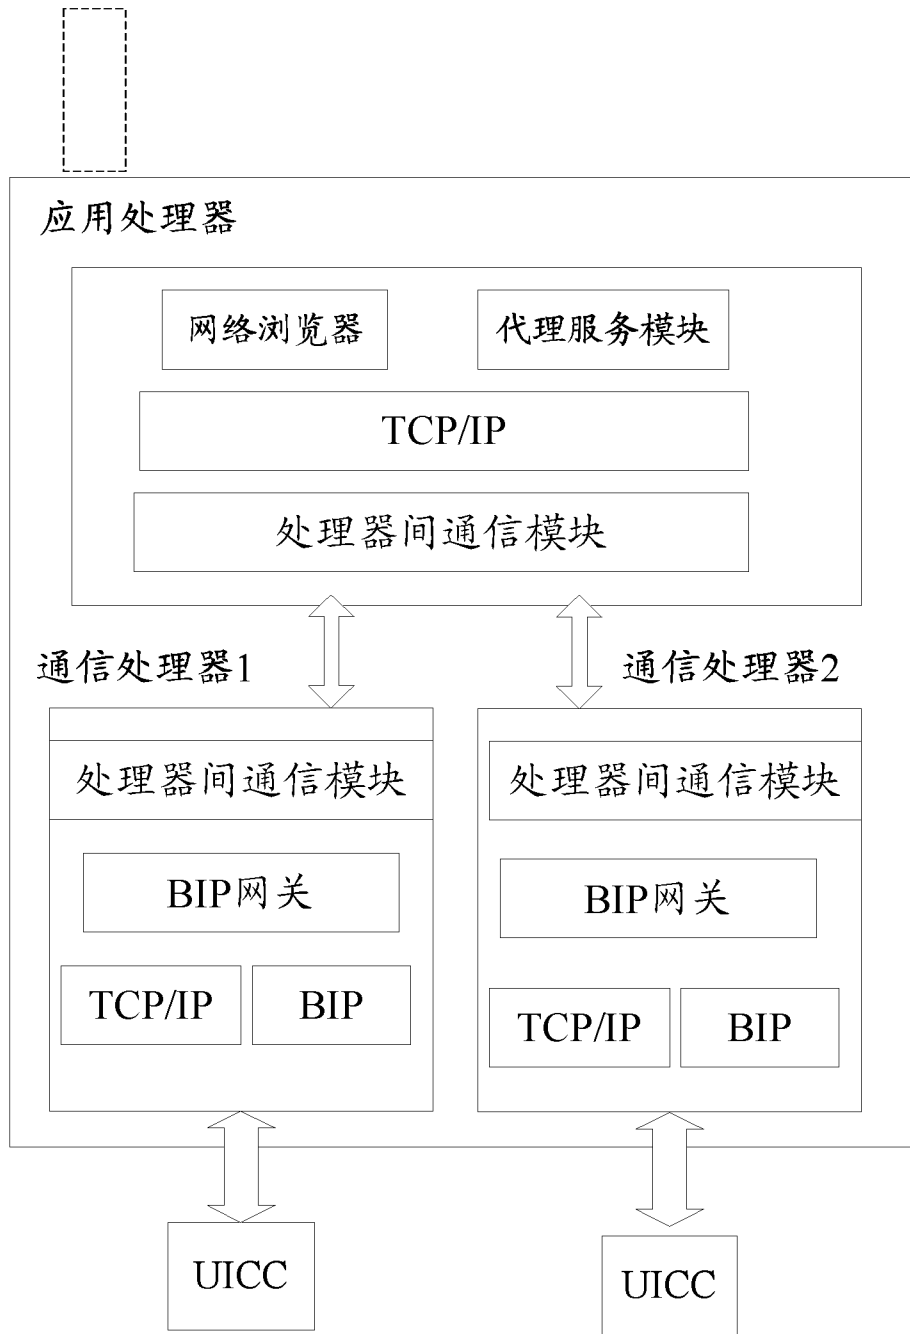 应用处理器
网络浏览器
代理服务模块
TCP/IP
处理器间通信模块
通信处理器1
通信处理器2
处理器间通信模块
处理器间通信模块
BIP网关
BIP网关
TCP/IP
BIP
TCP/IP
BIP
UICC
UICC